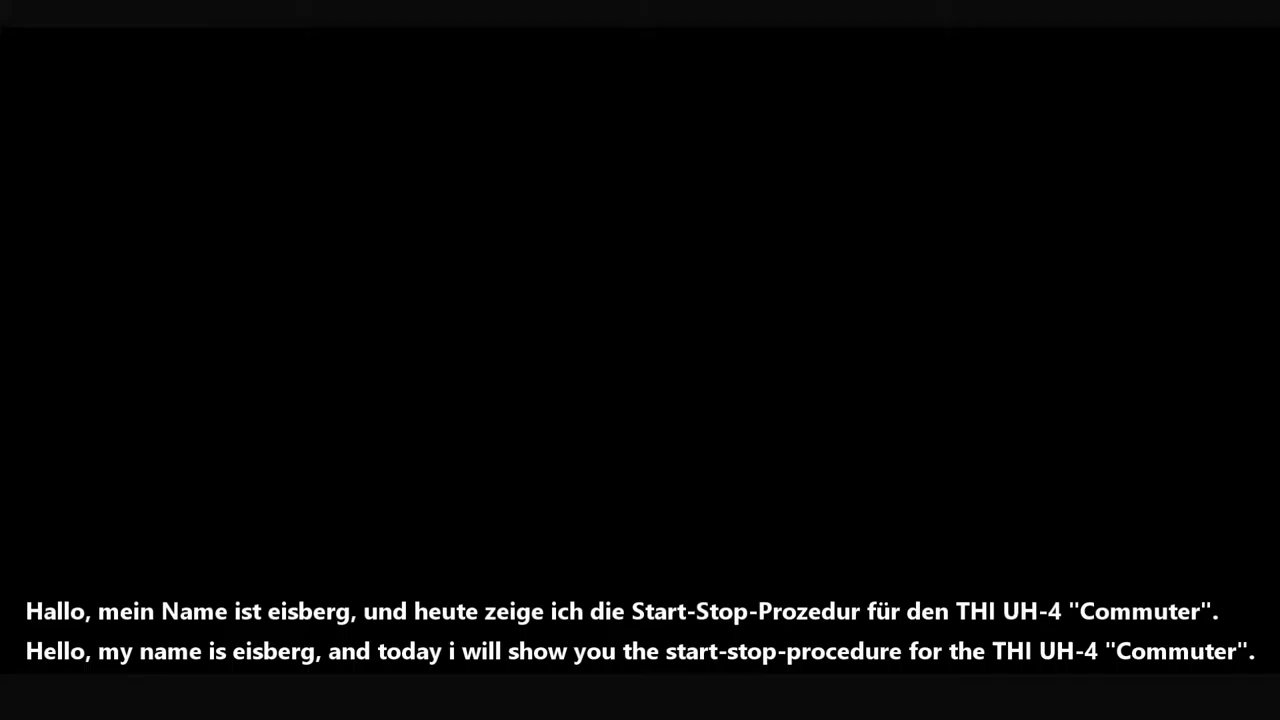 Hallo, mein Name ist eisberg, und heute zeige ich die Start-Stop-Prozedur für den THI UH-4 "Commuter".
Hello, my name is eisberg, and today i will show you the start-stop-procedure for the THI UH-4 "Commuter".